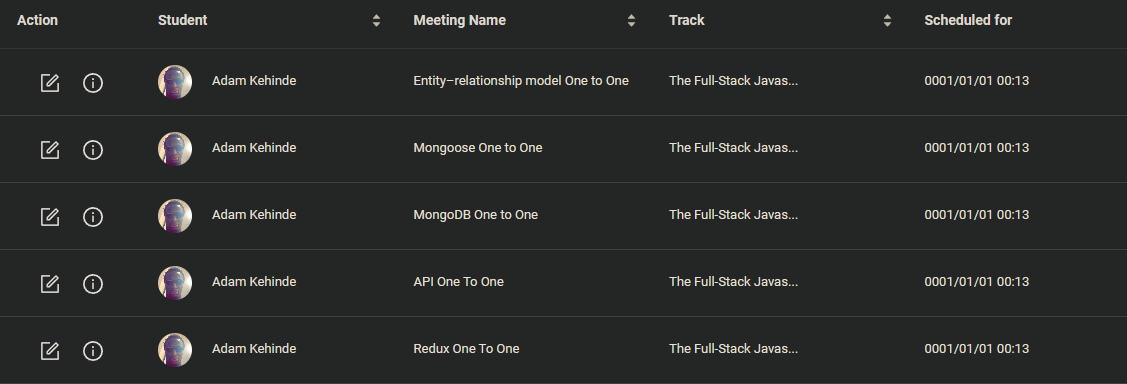 Action Student Meeting Name Track Scheduled for
Adam Kehinde Entity–relationship model One to One The Full-Stack Javas... 0001/01/01 00:13
Adam Kehinde Mongoose One to One The Full-Stack Javas... 0001/01/01 00:13
Adam Kehinde MongoDB One to One The Full-Stack Javas... 0001/01/01 00:13
Adam Kehinde API One To One The Full-Stack Javas... 0001/01/01 00:13
Adam Kehinde Redux One To One The Full-Stack Javas... 0001/01/01 00:13